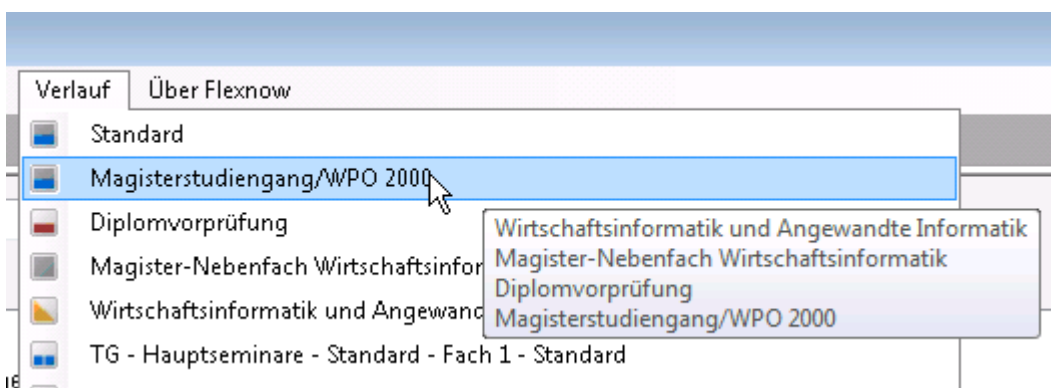 Verlauf Über Flexnow
Standard
Magisterstudiengang/WPO 2000
Diplomvorprüfung
Magister-Nebenfach Wirtschaftsinfor
Wirtschaftsinformatik und Angewand
TG - Hauptseminare - Standard - Fach 1 - Standard
Wirtschaftsinformatik und Angewandte Informatik
Magister-Nebenfach Wirtschaftsinformatik
Diplomvorprüfung
Magisterstudiengang/WPO 2000